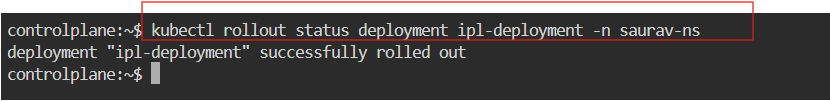 controlplane:~$ kubectl rollout status deployment ipl-deployment -n saurav-ns
deployment "ipl-deployment" successfully rolled out
controlplane:~$